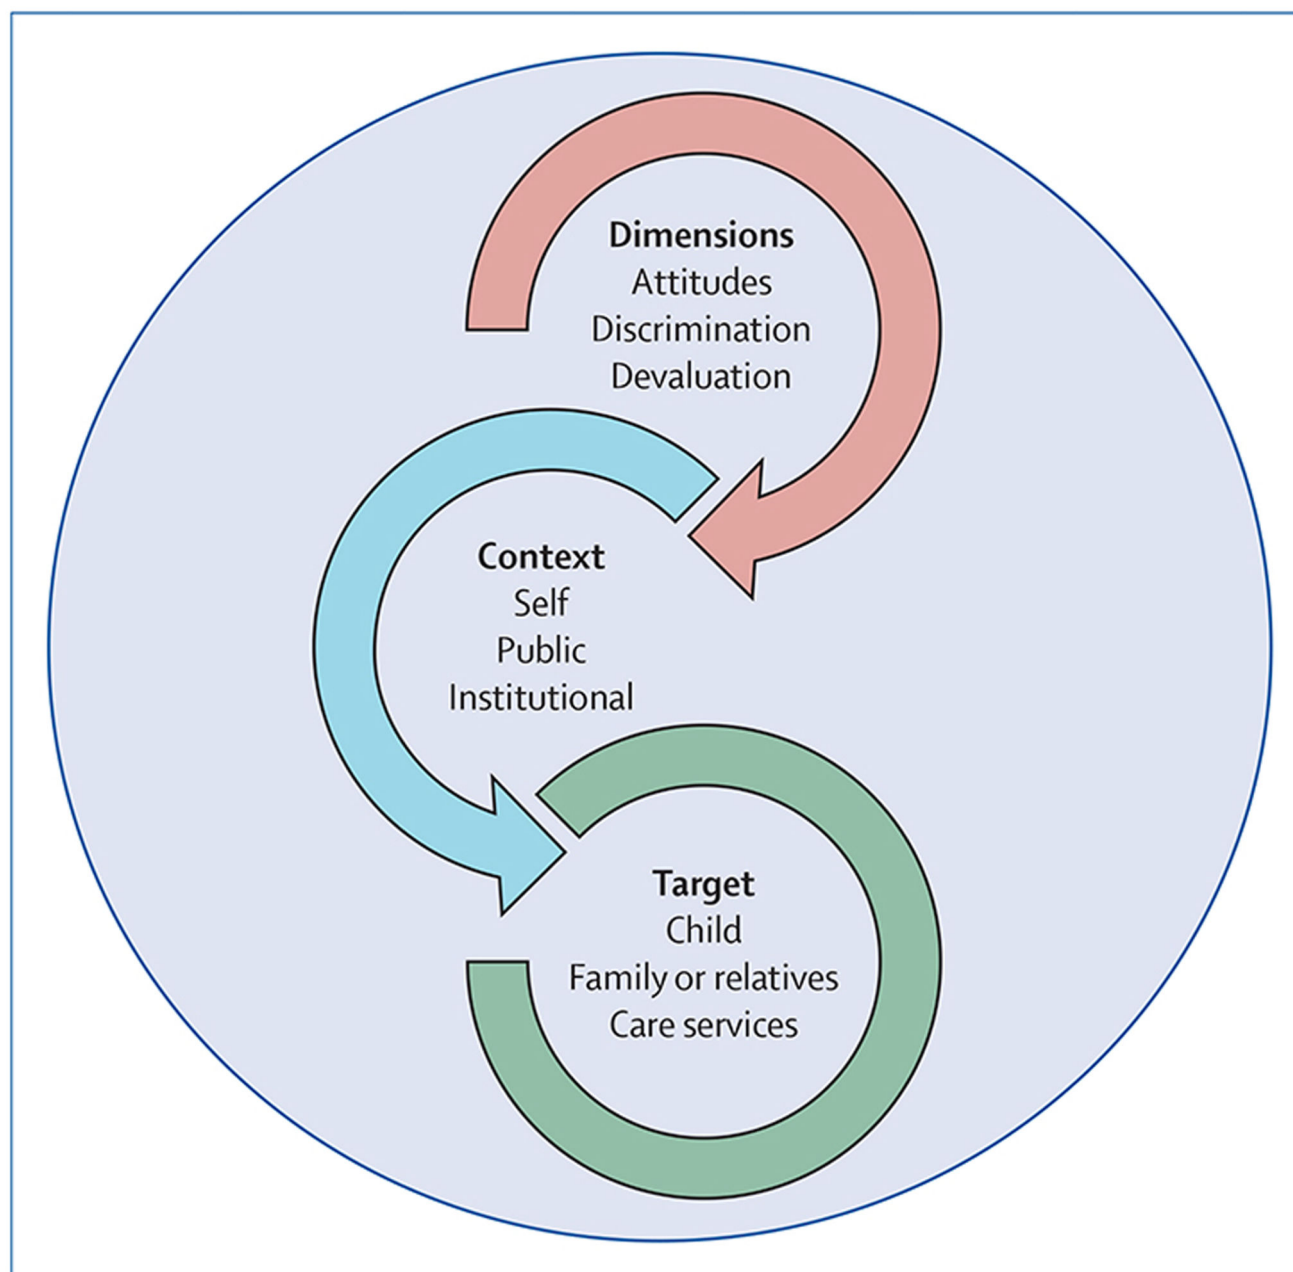 Dimensions
Attitudes
Discrimination
Devaluation
Context
Self
Public
Institutional
Target
Child
Family or relatives
Care services